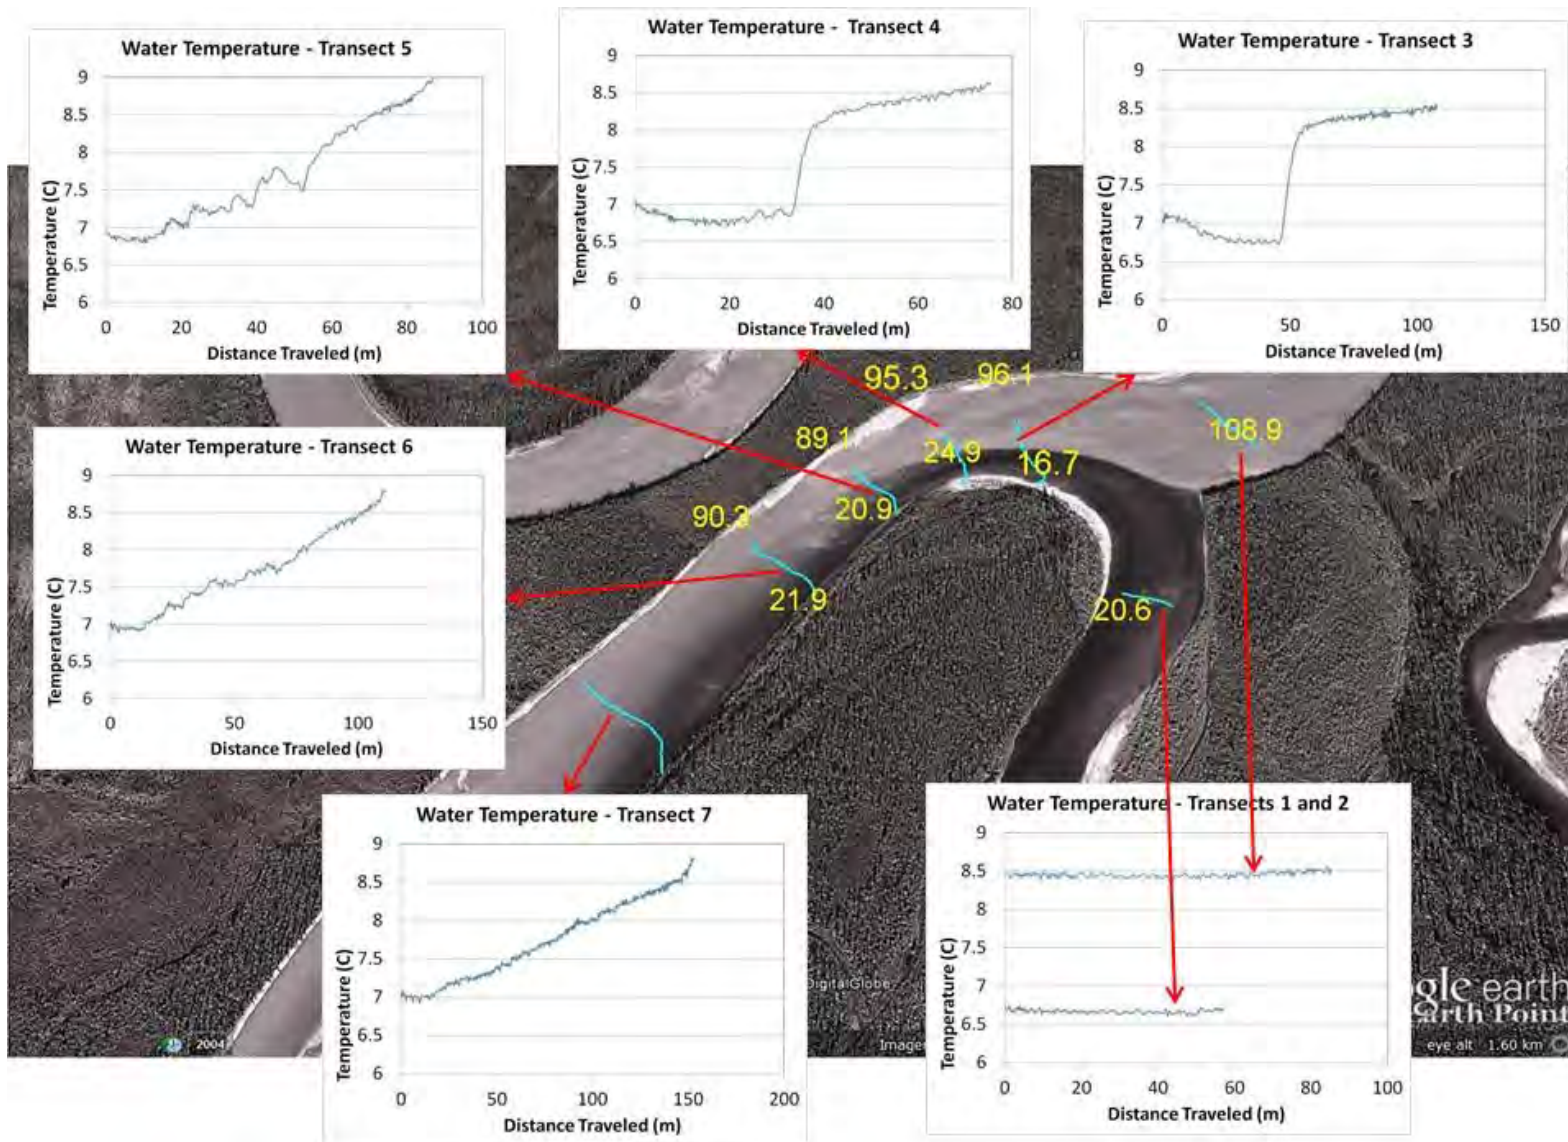 Water Temperature - Transect 5
Temperature (C)
9
8.5
8
7.5
7
6.5
6
0 20 40 60 80 100
Distance Traveled (m)
Water Temperature - Transect 4
Temperature (C)
9
8.5
8
7.5
7
6.5
6
0 20 40 60 80
Distance Traveled (m)
Water Temperature - Transect 3
Temperature (C)
9
8.5
8
7.5
7
6.5
6
0 50 100 150
Distance Traveled (m)
95.3
96.1
89.1
24.9
16.7
108.9
90.3
20.9
21.9
20.6
Water Temperature - Transect 6
Temperature (C)
9
8.5
8
7.5
7
6.5
6
0 50 100 150
Distance Traveled (m)
Water Temperature - Transect 7
Temperature (C)
9
8.5
8
7.5
7
6.5
6
0 50 100 150 200
Distance Traveled (m)
Water Temperature - Transects 1 and 2
Temperature (C)
9
8.5
8
7.5
7
6.5
6
0 20 40 60 80 100
Distance Traveled (m)
2004
DigitalGlobe
Image
ogle earth
arth Point
eye alt 1.60 km